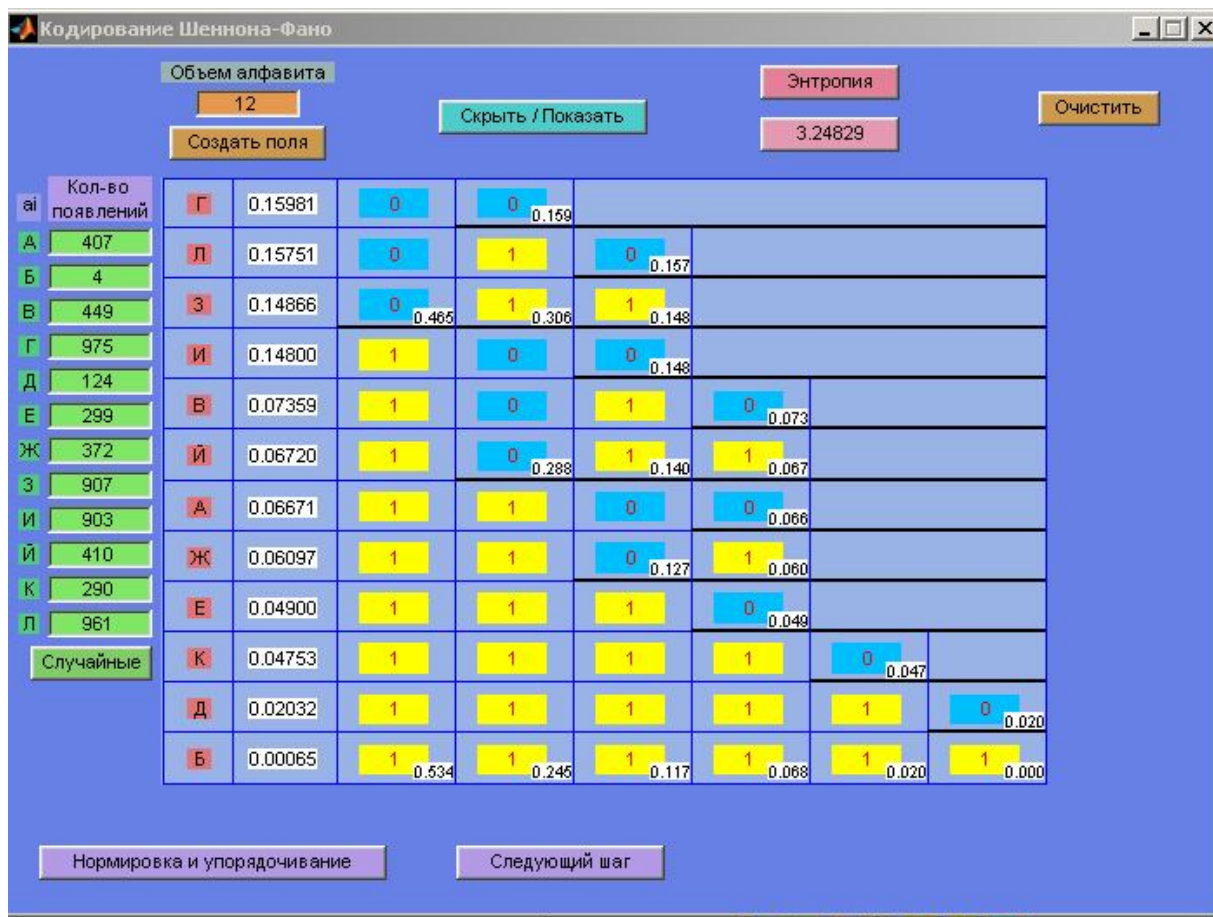 Кодирование Шеннона-Фано
Объем алфавита
12
Создать поля
Скрыть / Показать
Энтропия
3.24829
Очистить
ai Кол-во появлений
А 407
Б 4
В 449
Г 975
Д 124
Е 299
Ж 372
З 907
И 903
Й 410
К 290
Л 961
Случайные
Г 0.15981 0 0 0.159
Л 0.15751 0 1 0 0.157
З 0.14866 0 0.465 1 0.306 1 0.148
И 0.14800 1 0 0 0.148
В 0.07359 1 0 1 0 0.073
Й 0.06720 1 0 0.288 1 0.140 1 0.067
А 0.06671 1 1 0 0 0.066
Ж 0.06097 1 1 0 0.127 1 0.060
Е 0.04900 1 1 1 0 0.049
К 0.04753 1 1 1 1 0 0.047
Д 0.02032 1 1 1 1 1 0 0.020
Б 0.00065 1 0.534 1 0.245 1 0.117 1 0.068 1 0.020 1 0.000
Нормировка и упорядочивание
Следующий шаг